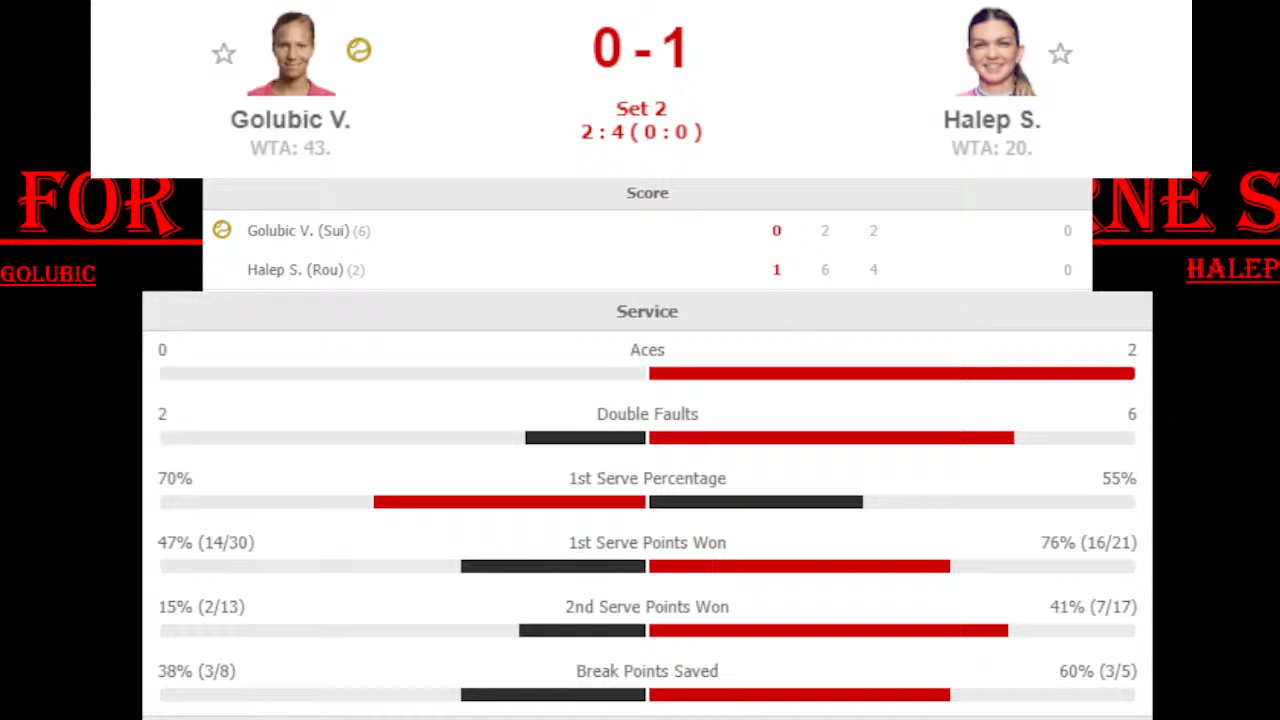 0 - 1
Set 2
2 : 4 ( 0 : 0 )
Golubic V.
WTA: 43.
Halep S.
WTA: 20.
FOR
RNE S
GOLUBIC
HALEP
Score
Golubic V. (Sui) (6) 0 2 2 0
Halep S. (Rou) (2) 1 6 4 0
Service
0 Aces 2
2 Double Faults 6
70% 1st Serve Percentage 55%
47% (14/30) 1st Serve Points Won 76% (16/21)
15% (2/13) 2nd Serve Points Won 41% (7/17)
38% (3/8) Break Points Saved 60% (3/5)